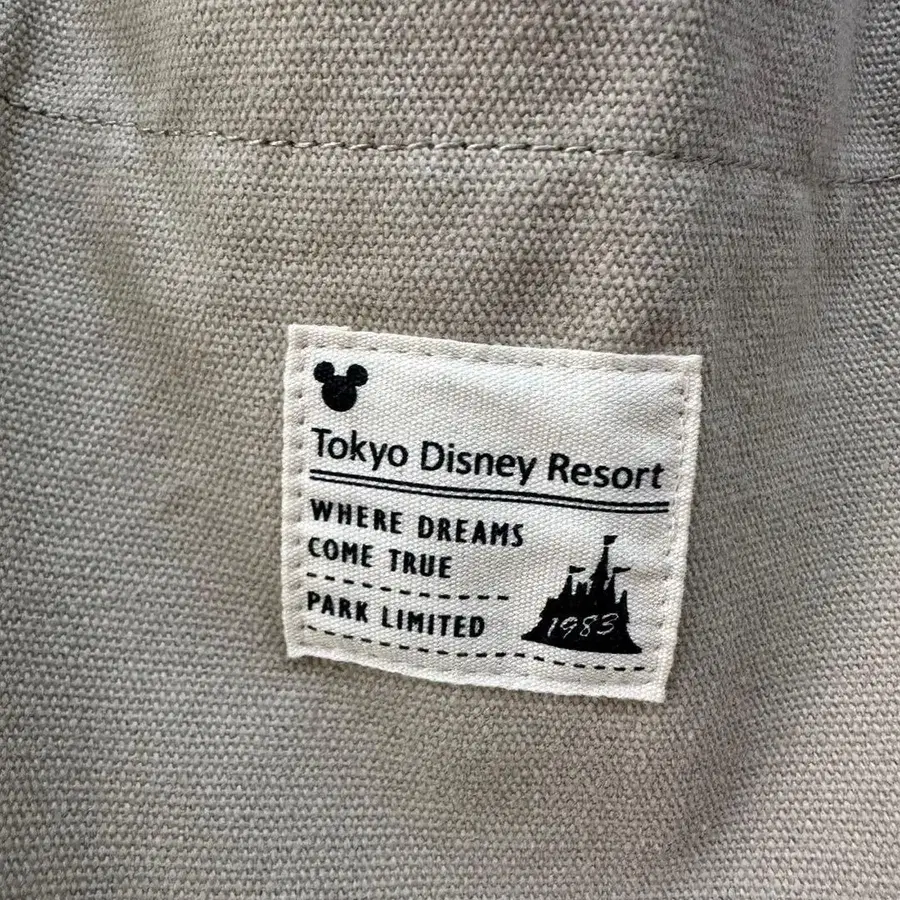 Tokyo Disney Resort
WHERE DREAMS
COME TRUE
PARK LIMITED
1983